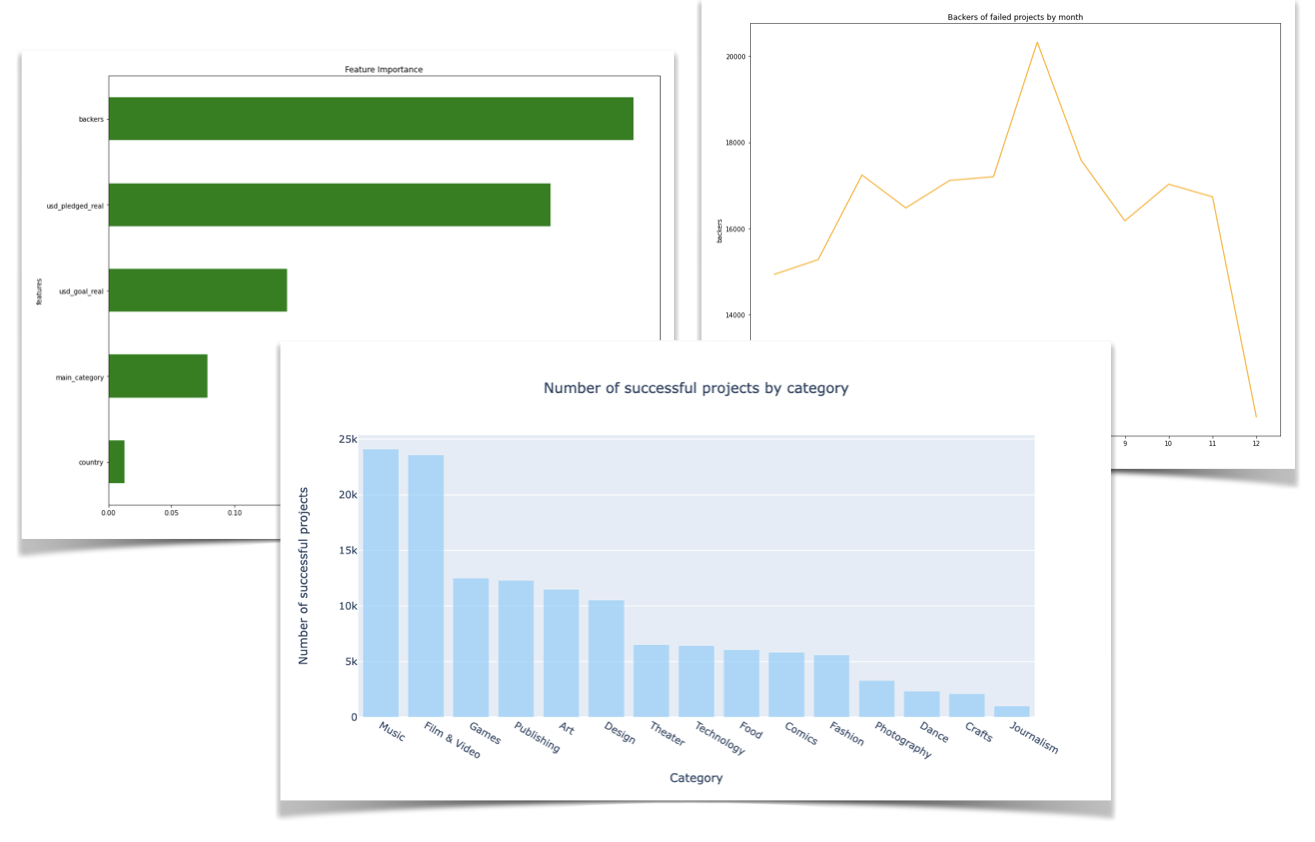 Feature Importance
features
backers
usd_pledged_real
usd_goal_real
main_category
country
0.00 0.05 0.10
Backers of failed projects by month
backers
20000
18000
16000
14000
9 10 11 12
Number of successful projects by category
Number of successful projects
25k
20k
15k
10k
5k
0
Music Film & Video Games Publishing Art Design Theater Technology Food Comics Fashion Photography Dance Crafts Journalism
Category